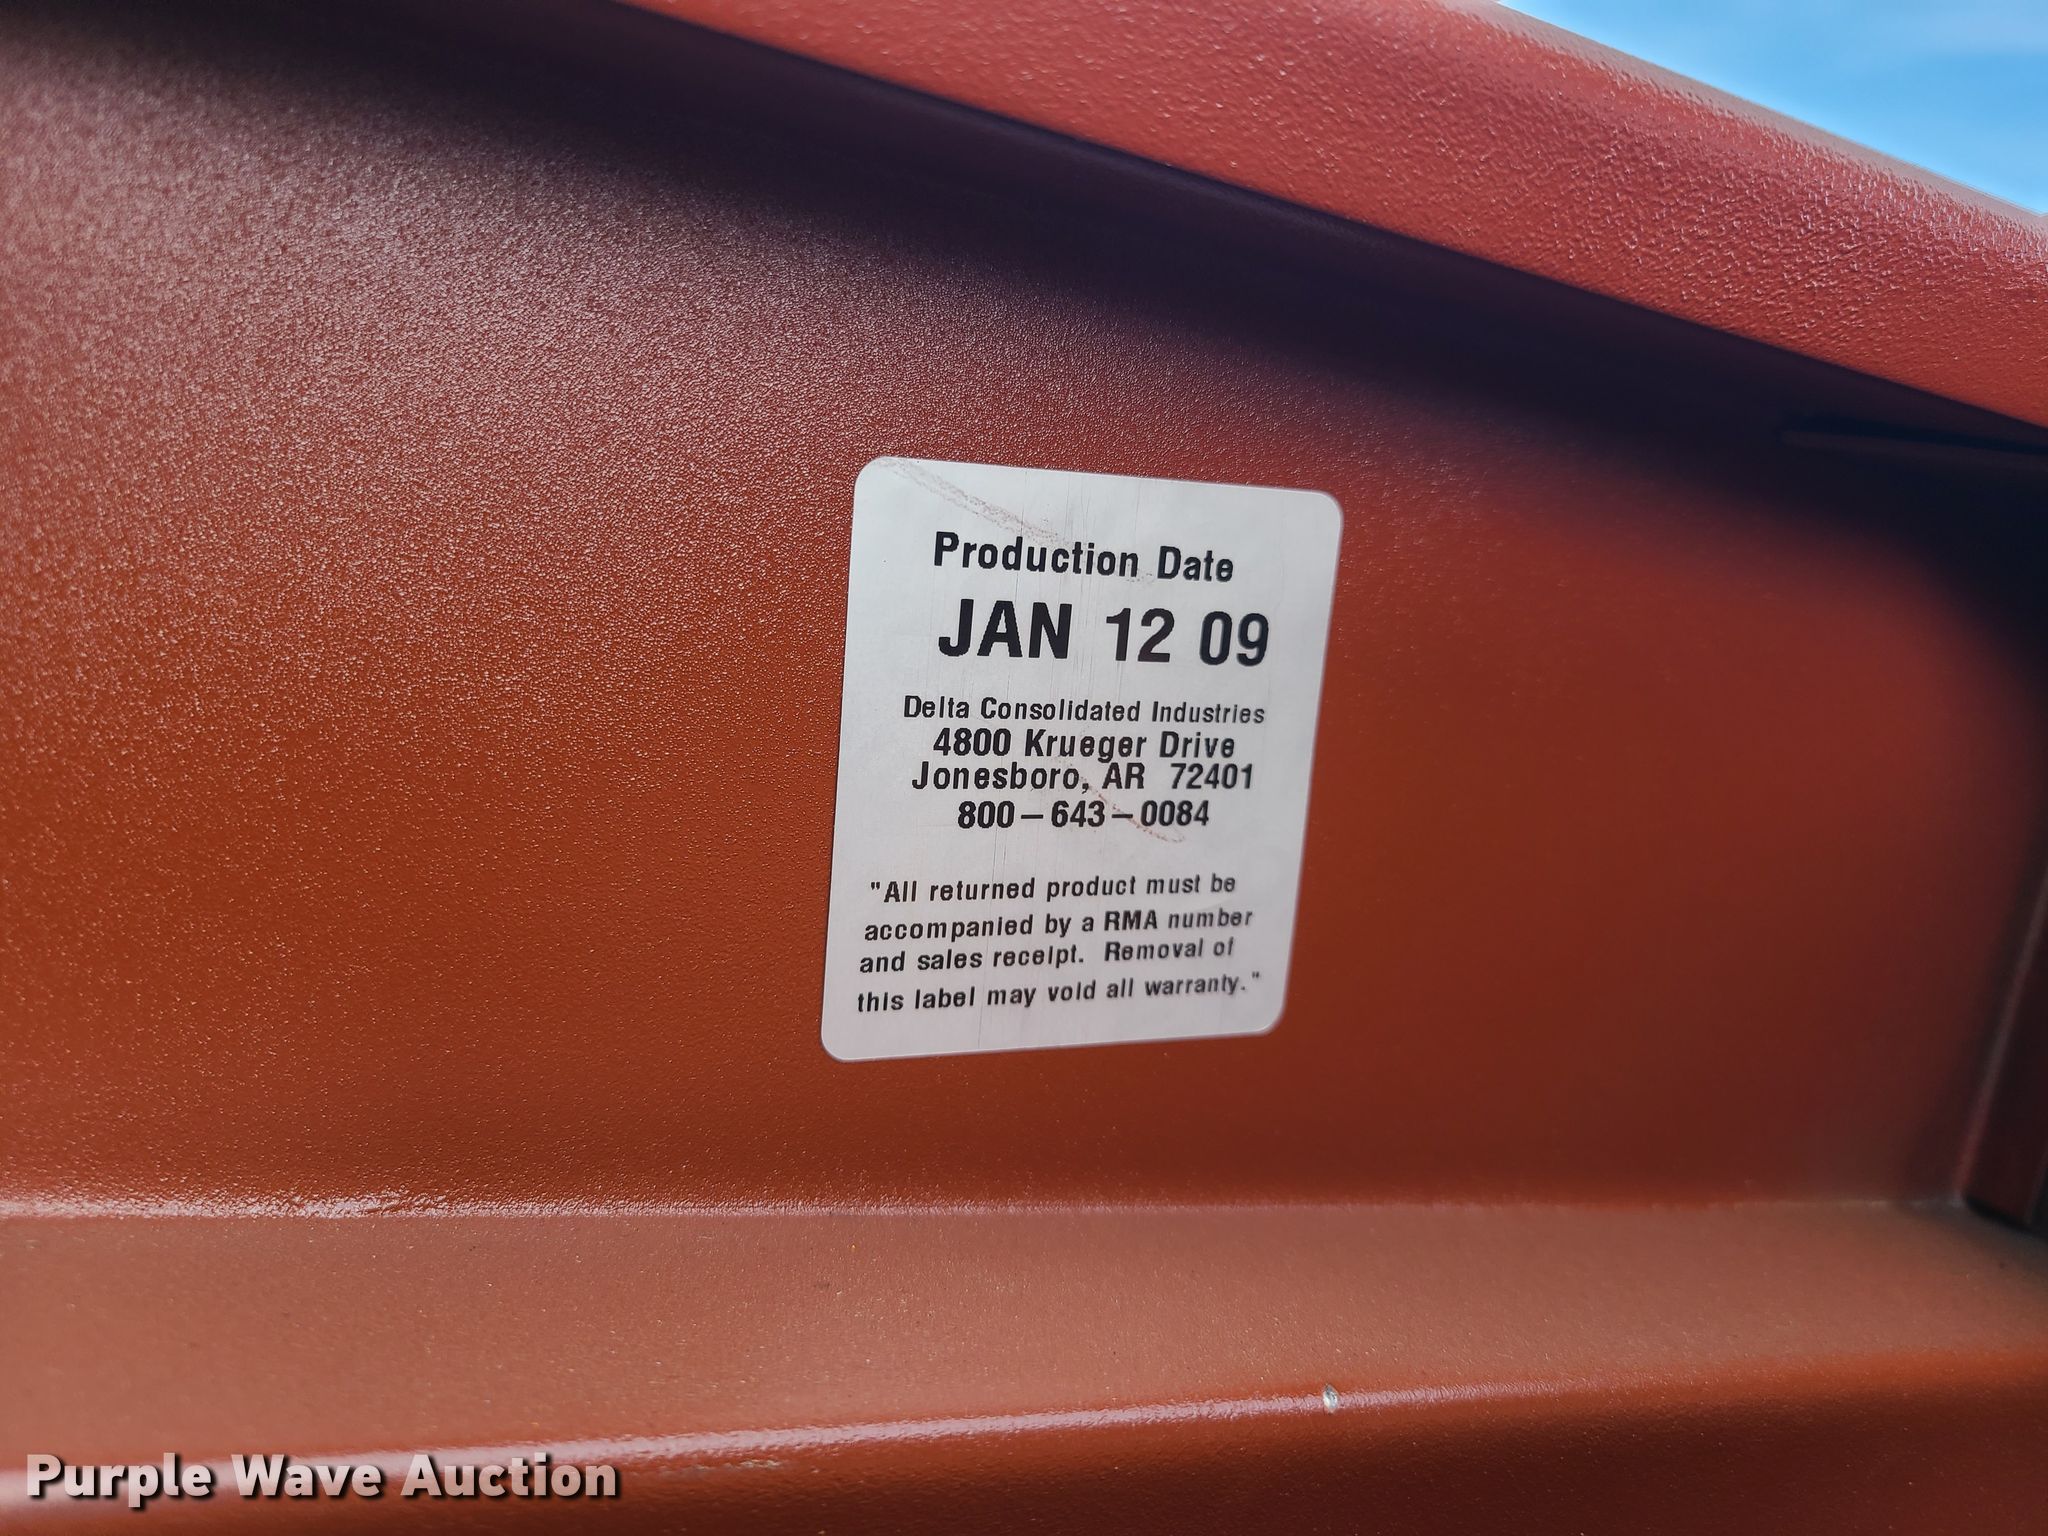 Production Date
JAN 12 09
Delta Consolidated Industries
4800 Krueger Drive
Jonesboro, AR 72401
800-643-0084
"All returned product must be
accompanied by a RMA number
and sales receipt. Removal of
this label may void all warranty."
Purple Wave Auction